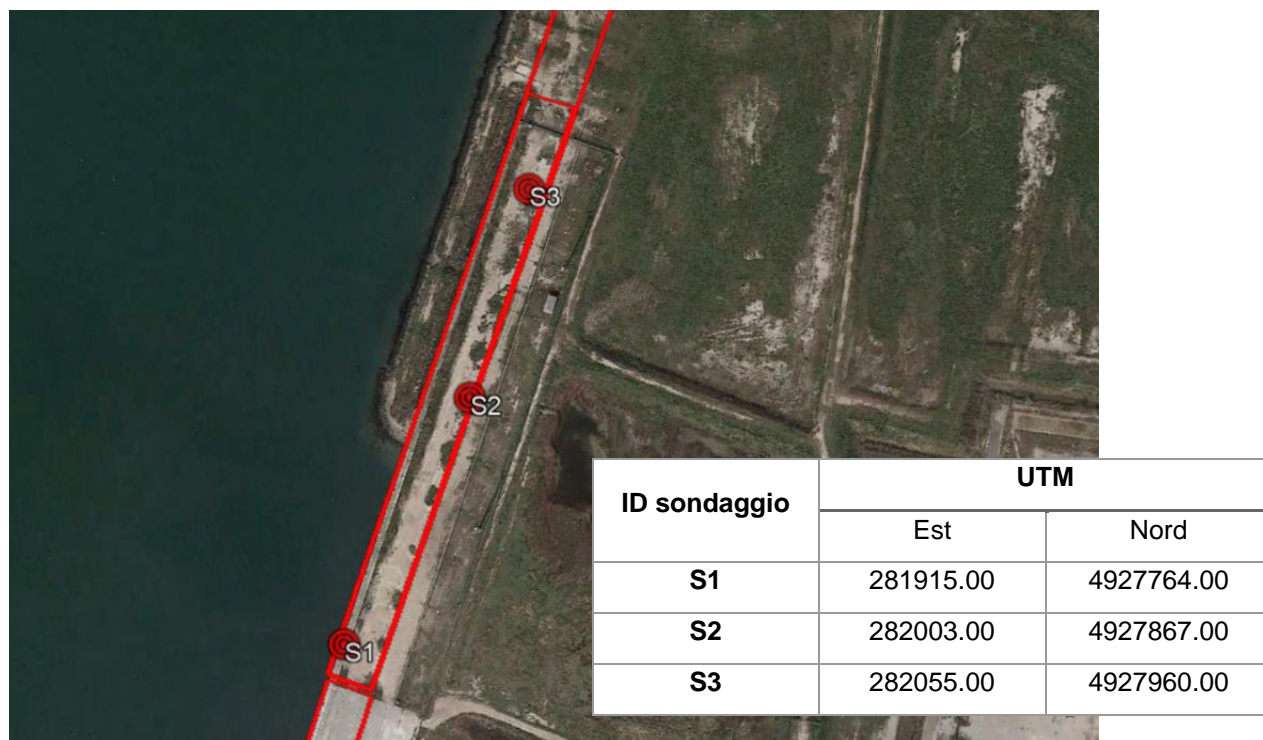 S3
S2
S1
ID sondaggio UTM
Est Nord
S1 281915.00 4927764.00
S2 282003.00 4927867.00
S3 282055.00 4927960.00